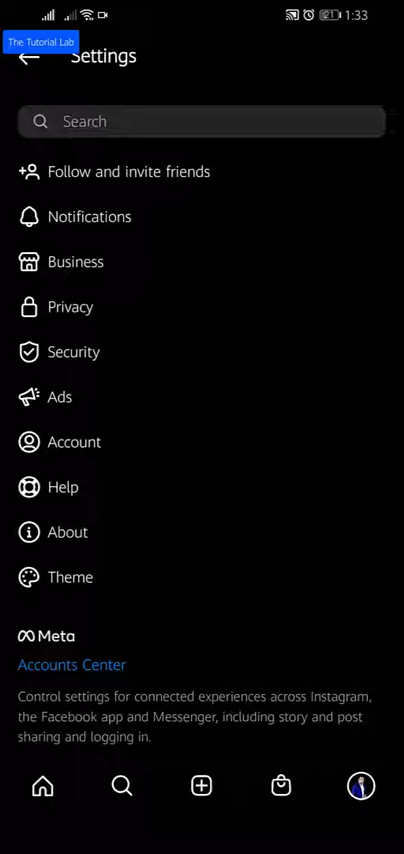 21
1:33
The Tutorial Lab
Settings
Search
Follow and invite friends
Notifications
Business
Privacy
Security
Ads
Account
Help
About
Theme
Meta
Accounts Center
Control settings for connected experiences across Instagram,
the Facebook app and Messenger, including story and post
sharing and logging in.